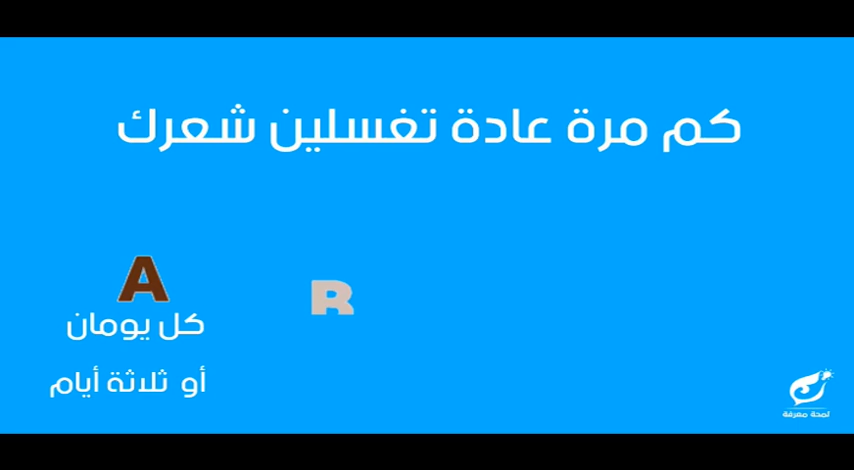 كم مرة عادة تغسلين شعرك
A
كل يومان
أو ثلاثة أيام
B
لمحة معرفة